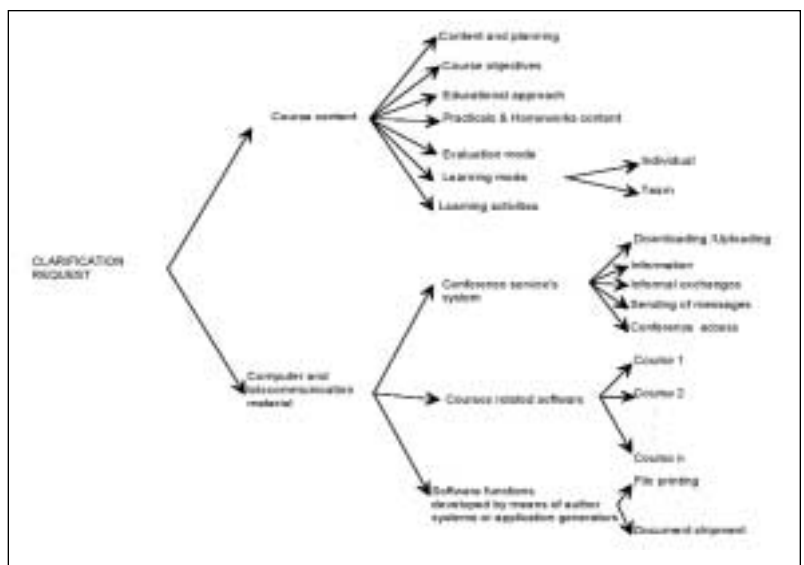 Content and planning
Course objectives
Educational approach
Course content
Practicals & Homeworks content
Evaluation mode
Learning mode
Individual
Team
Learning activities
CLARIFICATION
REQUEST
Conference service's
system
Downloading /Uploading
Information
Informal exchanges
Sending of messages
Conference access
Computer and
telecommunication
material
Courses related software
Course 1
Course 2
Course n
Software functions
developed by means of author
systems or application generators
File printing
Document shipment